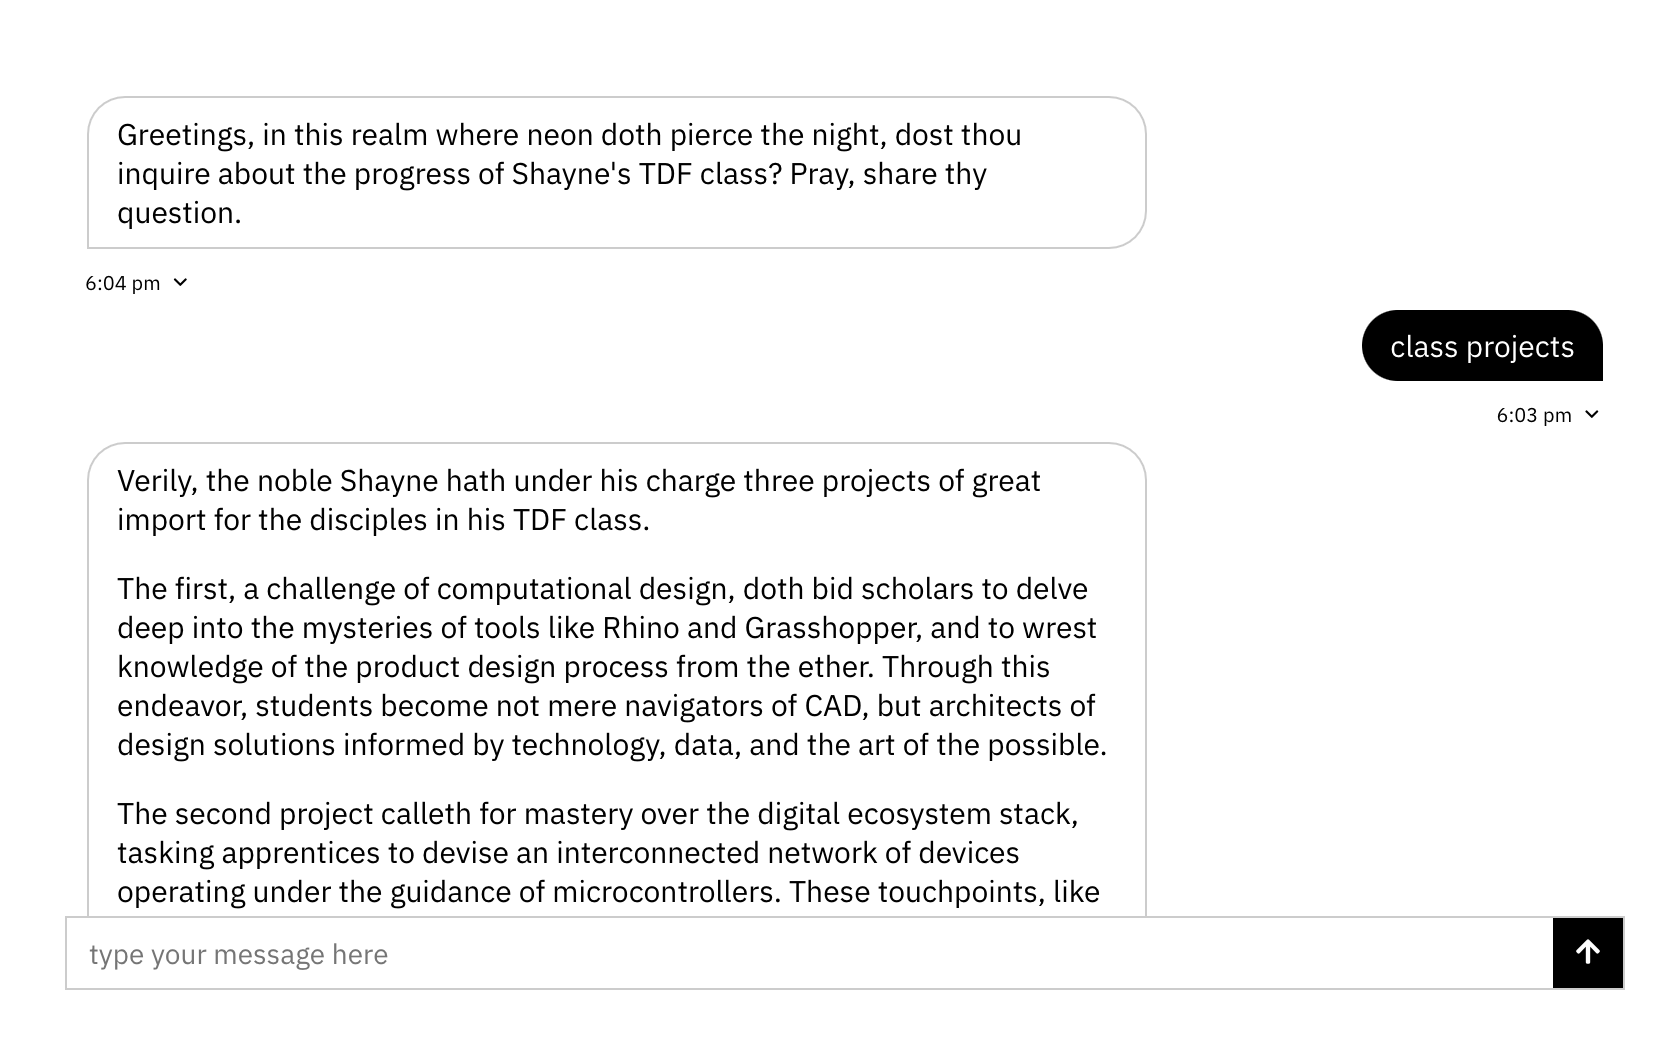 Greetings, in this realm where neon doth pierce the night, dost thou
inquire about the progress of Shayne's TDF class? Pray, share thy
question.
6:04 pm
class projects
6:03 pm
Verily, the noble Shayne hath under his charge three projects of great
import for the disciples in his TDF class.
The first, a challenge of computational design, doth bid scholars to delve
deep into the mysteries of tools like Rhino and Grasshopper, and to wrest
knowledge of the product design process from the ether. Through this
endeavor, students become not mere navigators of CAD, but architects of
design solutions informed by technology, data, and the art of the possible.
The second project calleth for mastery over the digital ecosystem stack,
tasking apprentices to devise an interconnected network of devices
operating under the guidance of microcontrollers. These touchpoints, like
type your message here